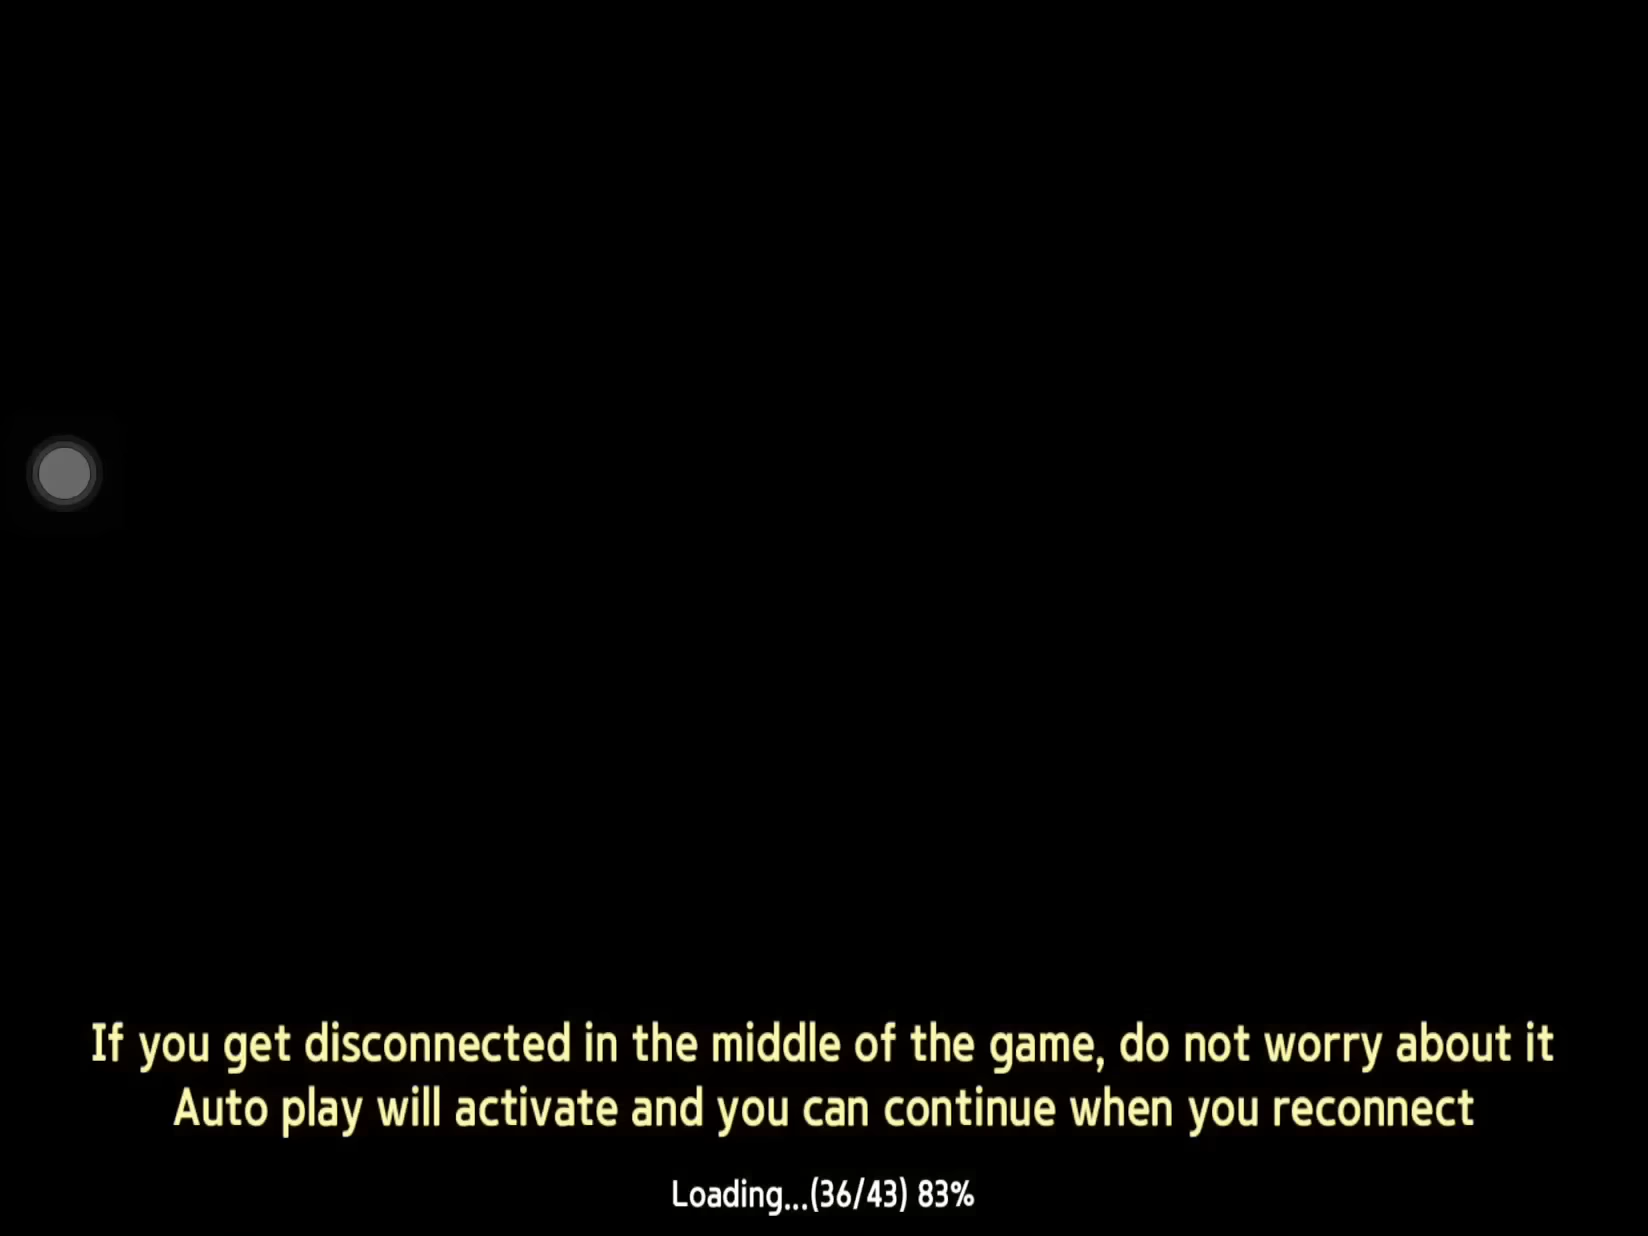 If you get disconnected in the middle of the game, do not worry about it
Auto play will activate and you can continue when you reconnect
Loading...(36/43) 83%